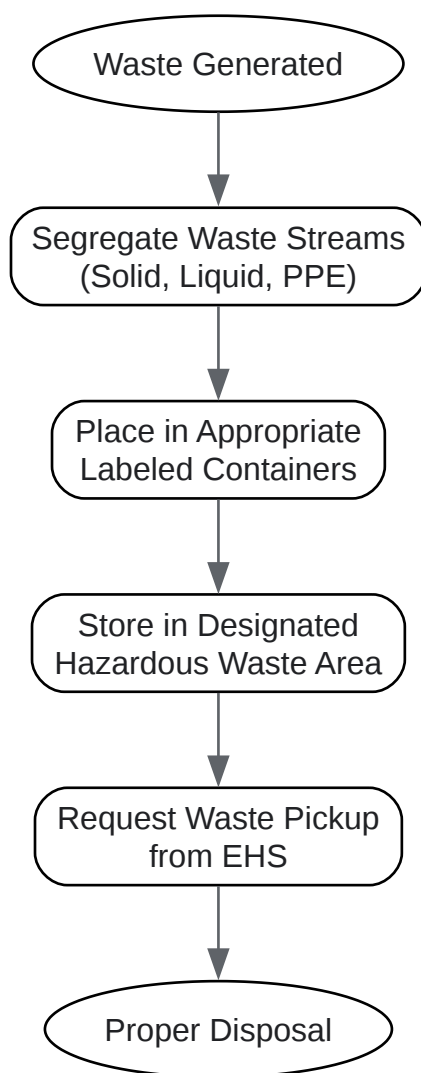 Waste Generated
Segregate Waste Streams
(Solid, Liquid, PPE)
Place in Appropriate
Labeled Containers
Store in Designated
Hazardous Waste Area
Request Waste Pickup
from EHS
Proper Disposal